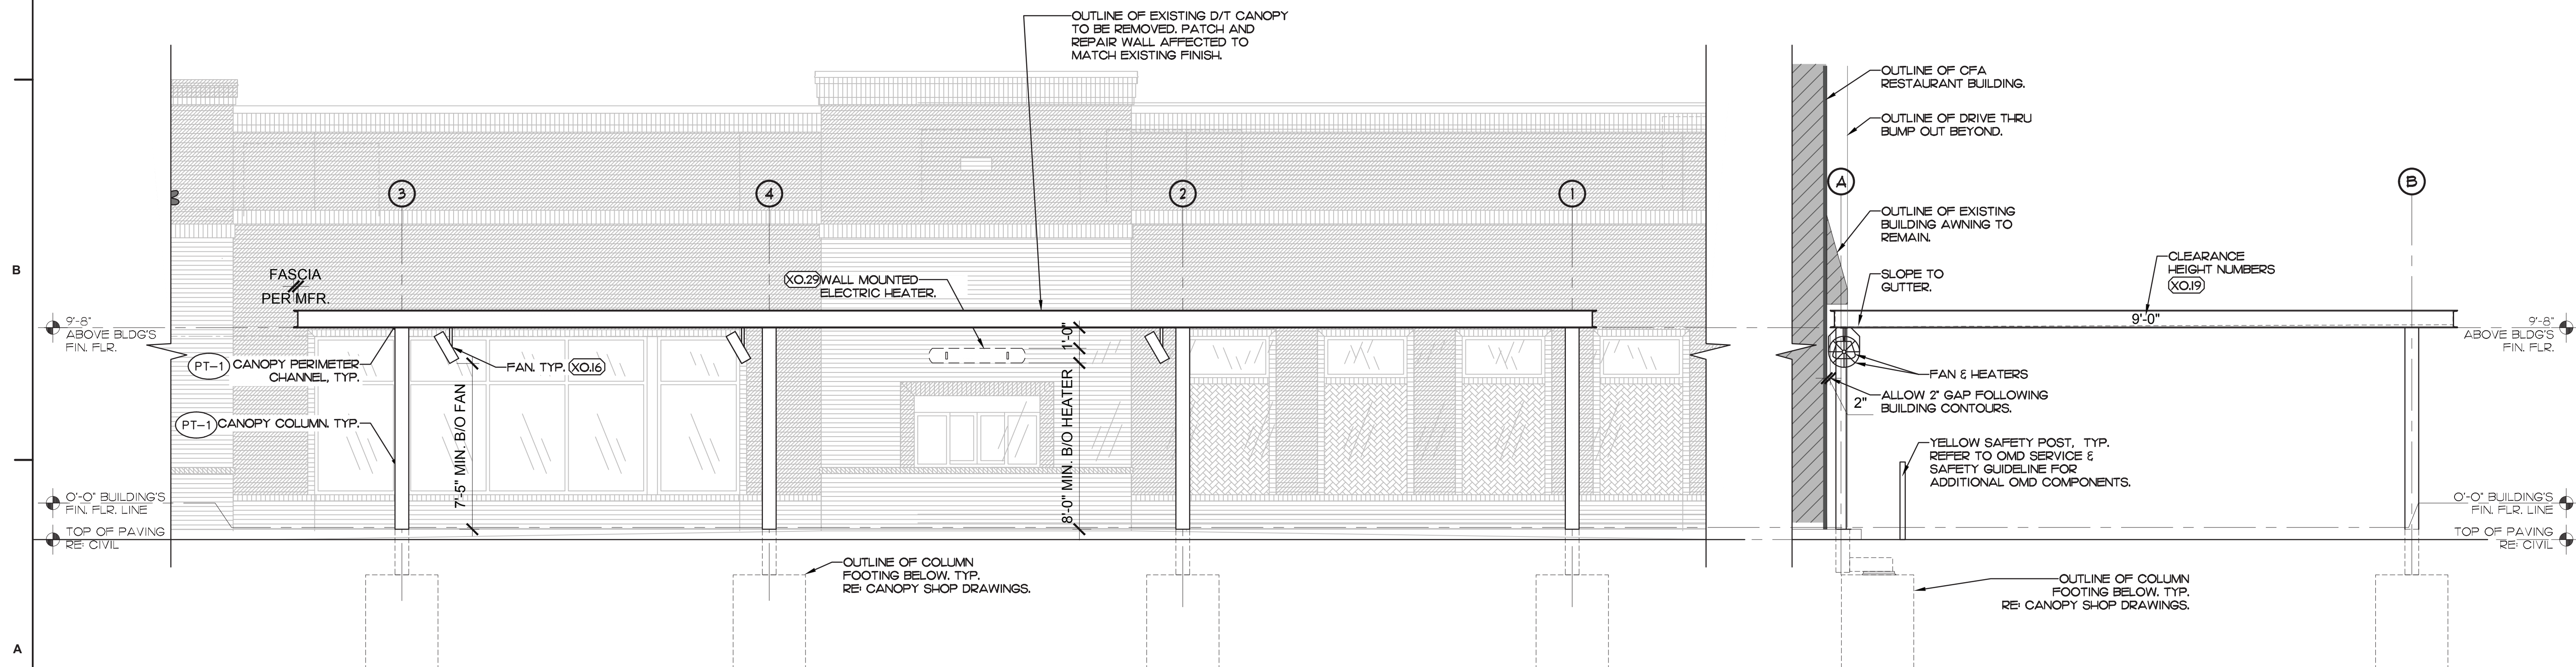 OUTLINE OF EXISTING D/T CANOPY
TO BE REMOVED. PATCH AND
REPAIR WALL AFFECTED TO
MATCH EXISTING FINISH.
3
4
2
1
FASCIA
PER MFR.
X0.29 WALL MOUNTED
ELECTRIC HEATER.
B
9'-8"
ABOVE BLDG'S
FIN. FLR.
PT-1 CANOPY PERIMETER
CHANNEL, TYP.
FAN. TYP. X0.16
1'-0"
PT-1 CANOPY COLUMN. TYP.
7'-5" MIN. B/O FAN
8'-0" MIN. B/O HEATER
0'-0" BUILDING'S
FIN. FLR. LINE
TOP OF PAVING
RE: CIVIL
OUTLINE OF COLUMN
FOOTING BELOW. TYP.
RE: CANOPY SHOP DRAWINGS.
A
OUTLINE OF CFA
RESTAURANT BUILDING.
OUTLINE OF DRIVE THRU
BUMP OUT BEYOND.
A
B
OUTLINE OF EXISTING
BUILDING AWNING TO
REMAIN.
SLOPE TO
GUTTER.
CLEARANCE
HEIGHT NUMBERS
X0.19
9'-0"
9'-8"
ABOVE BLDG'S
FIN. FLR.
FAN & HEATERS
ALLOW 2" GAP FOLLOWING
BUILDING CONTOURS.
2"
YELLOW SAFETY POST, TYP.
REFER TO OMD SERVICE &
SAFETY GUIDELINE FOR
ADDITIONAL OMD COMPONENTS.
0'-0" BUILDING'S
FIN. FLR. LINE
TOP OF PAVING
RE: CIVIL
OUTLINE OF COLUMN
FOOTING BELOW. TYP.
RE: CANOPY SHOP DRAWINGS.